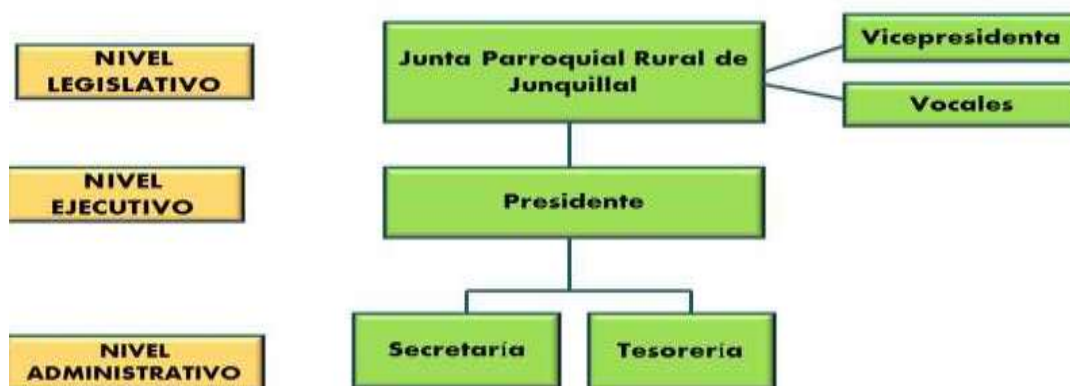 NIVEL
LEGISLATIVO
Junta Parroquial Rural de
Junquillal
Vicepresidenta
Vocales
NIVEL
EJECUTIVO
Presidente
NIVEL
ADMINISTRATIVO
Secretaría
Tesorería